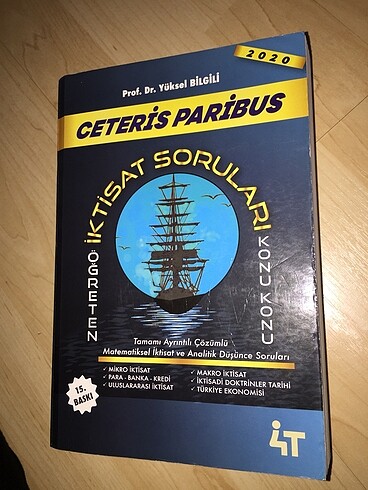 2020
Prof. Dr. Yüksel BİLGİLİ
CETERİS PARİBUS
ÖĞRETEN
İKTİSAT SORULARI
KONU KONU
Tamamı Ayrıntılı Çözümlü
Matematiksel İktisat ve Analitik Düşünce Soruları
✓ MİKRO İKTİSAT
✓ PARA - BANKA - KREDİ
✓ ULUSLARARASI İKTİSAT
✓ MAKRO İKTİSAT
✓ İKTİSADİ DOKTRİNLER TARİHİ
✓ TÜRKİYE EKONOMİSİ
15.
BASKI
4T